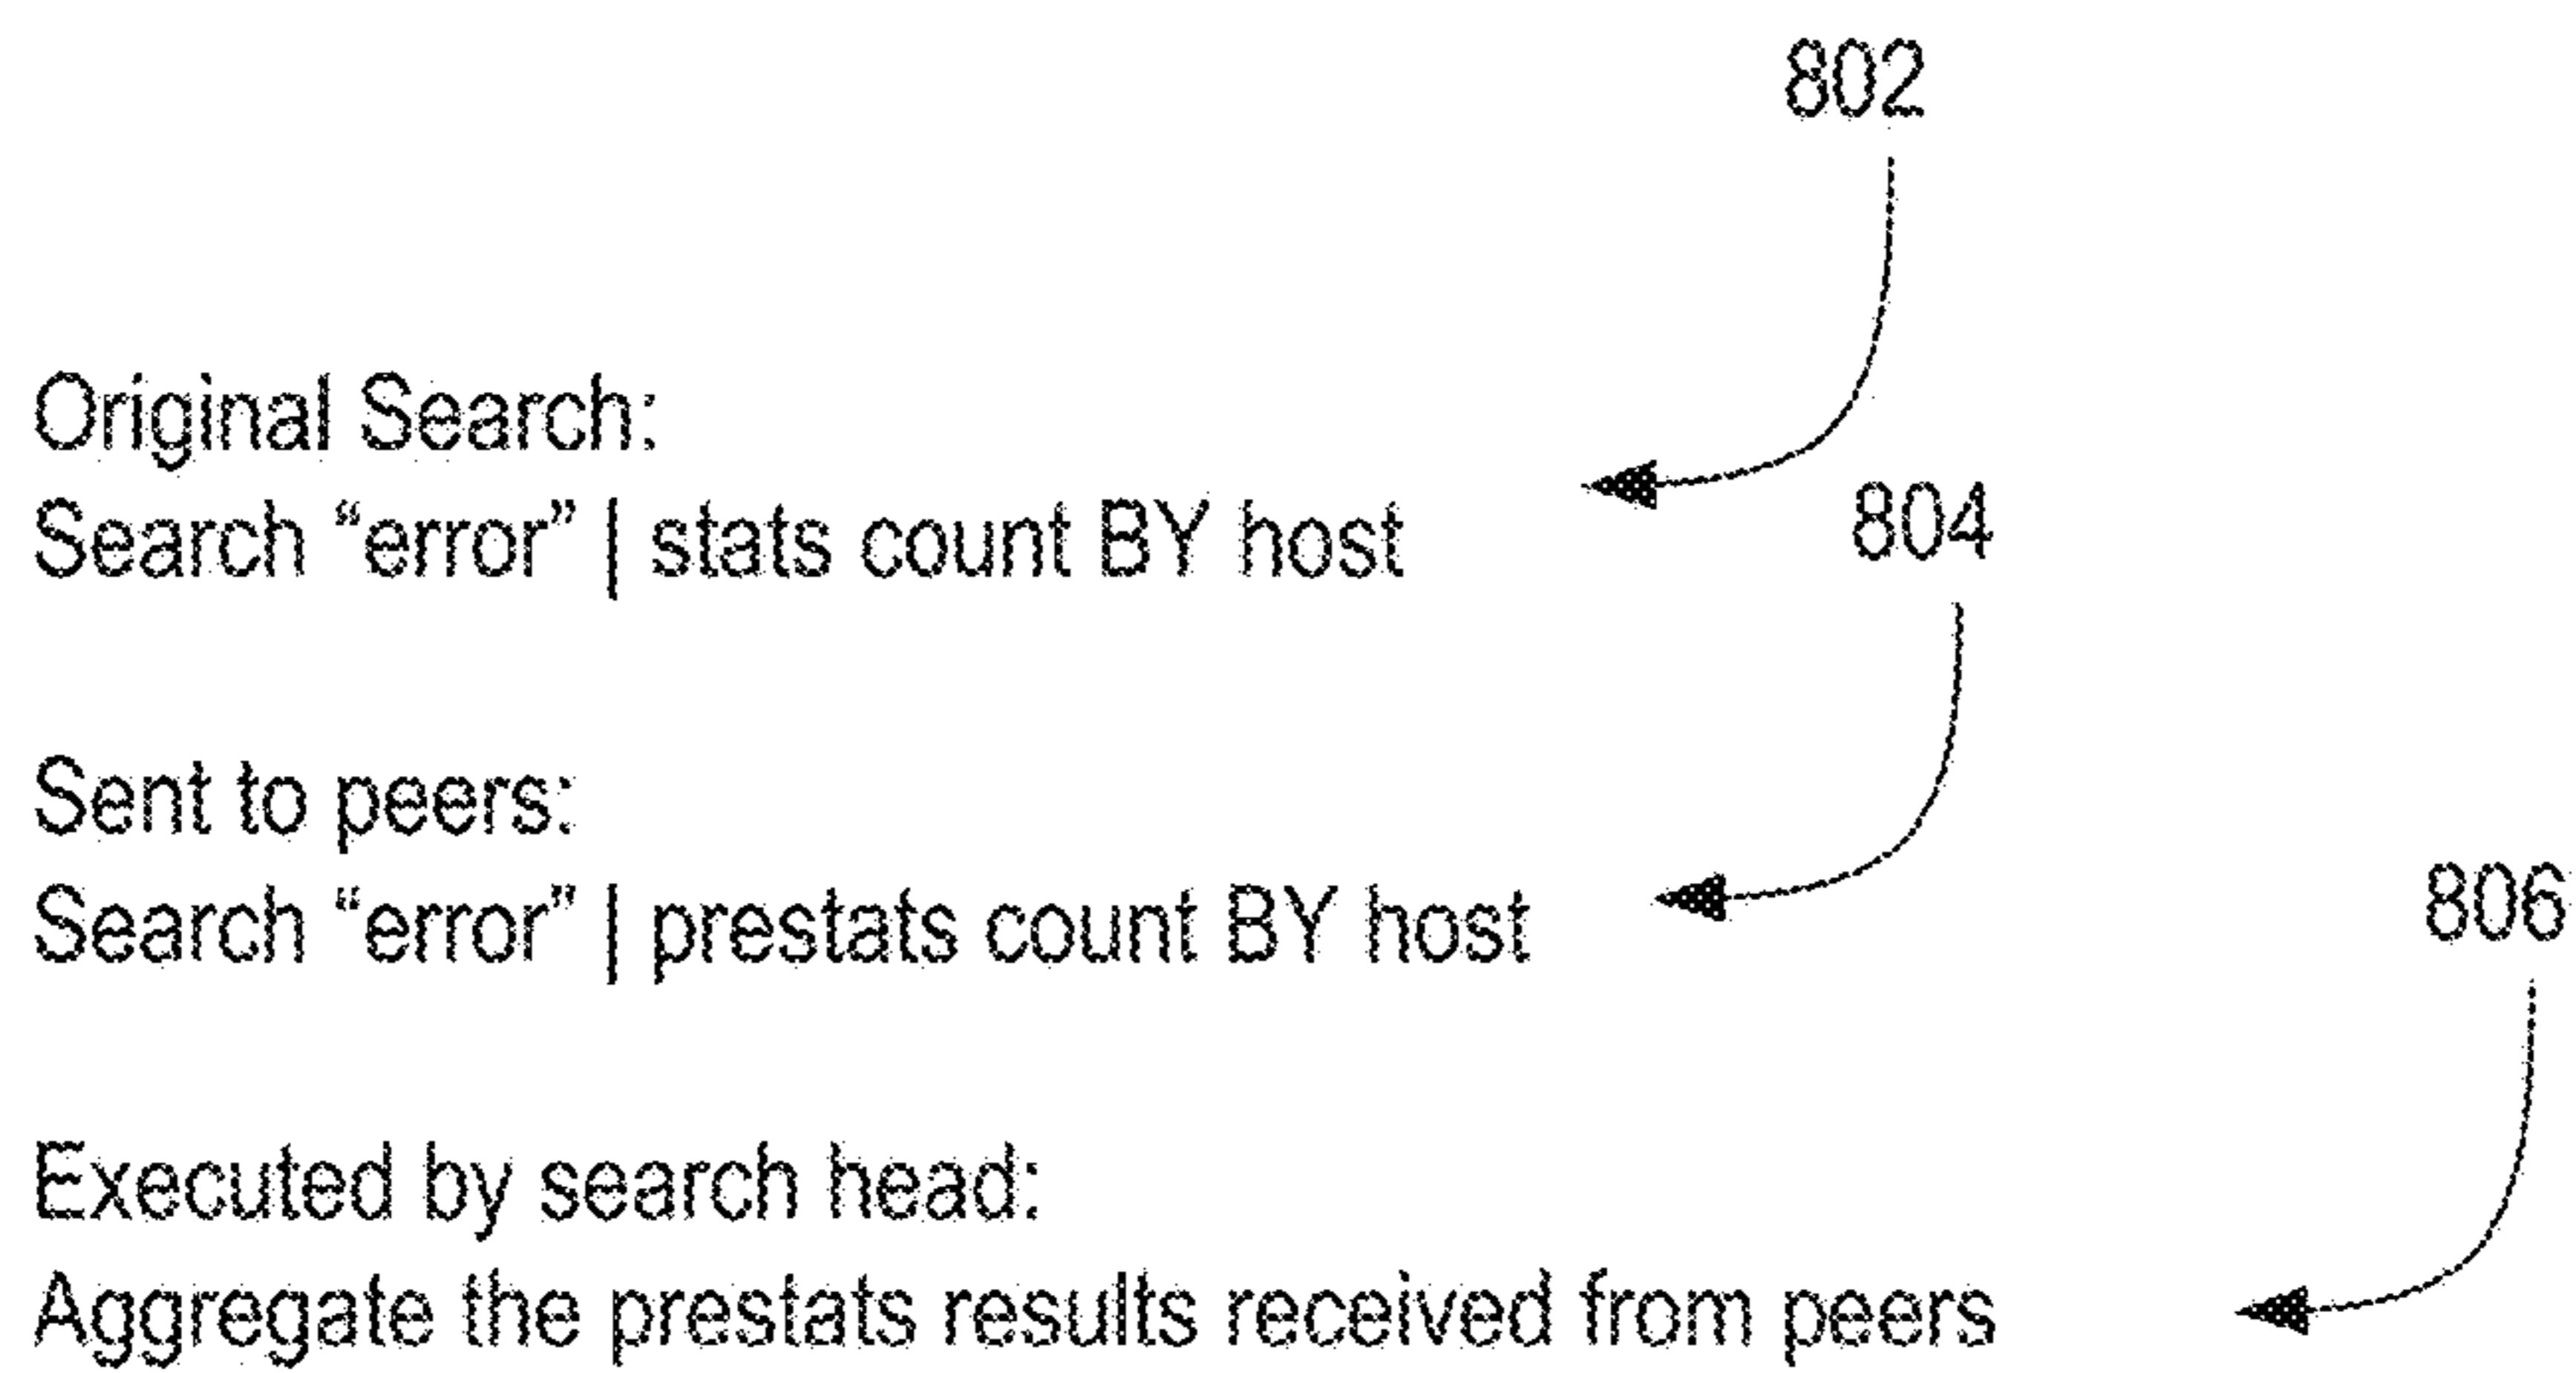 802
Original Search:
Search “error” | stats count BY host
804
Sent to peers:
Search “error” | prestats count BY host
806
Executed by search head:
Aggregate the prestats results received from peers